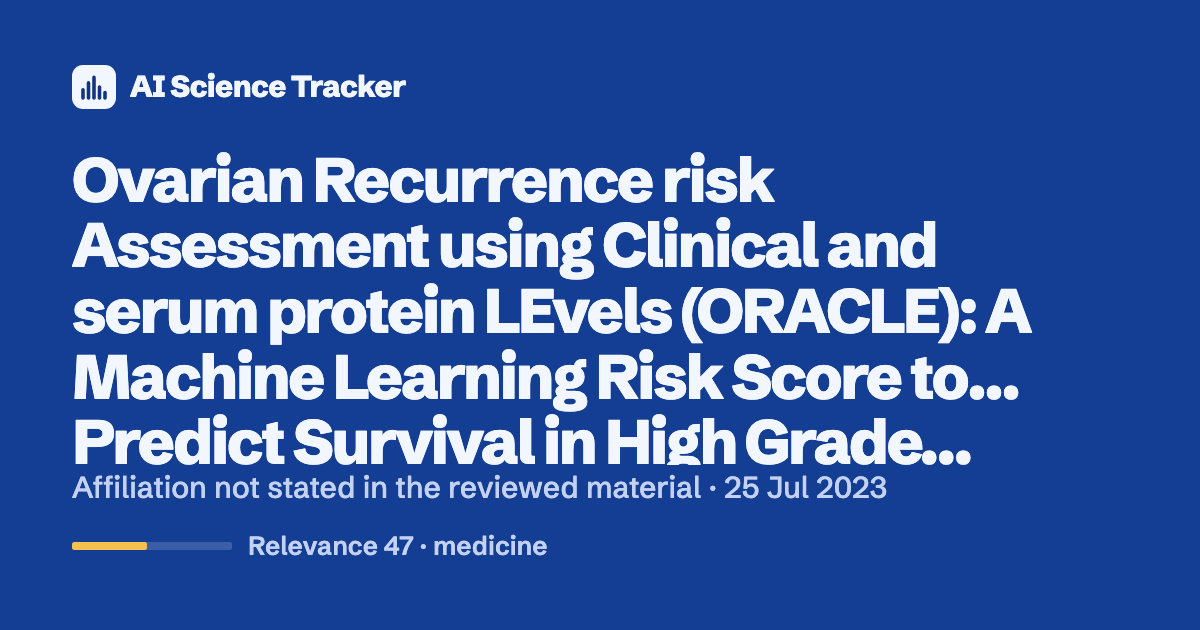 AI Science Tracker
Ovarian Recurrence risk
Assessment using Clinical and
serum protein LEvels (ORACLE): A
Machine Learning Risk Score to...
Predict Survival in High Grade...
Affiliation not stated in the reviewed material · 25 Jul 2023
Relevance 47 · medicine